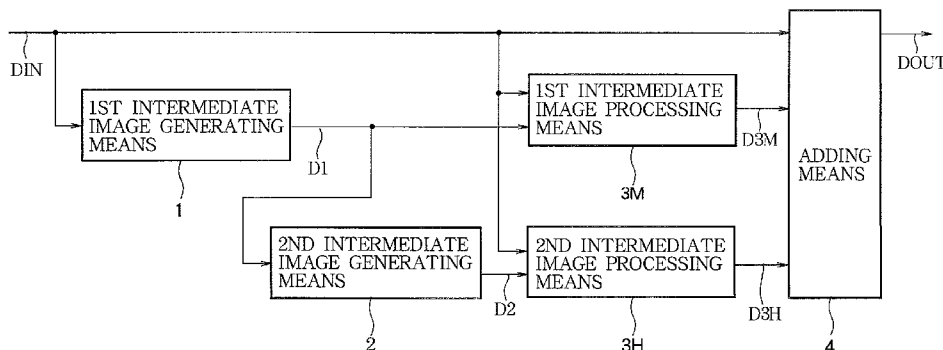 DIN
DOUT
1ST INTERMEDIATE
IMAGE GENERATING
MEANS
1
D1
1ST INTERMEDIATE
IMAGE PROCESSING
MEANS
3M
D3M
ADDING
MEANS
4
2ND INTERMEDIATE
IMAGE GENERATING
MEANS
2
D2
2ND INTERMEDIATE
IMAGE PROCESSING
MEANS
3H
D3H